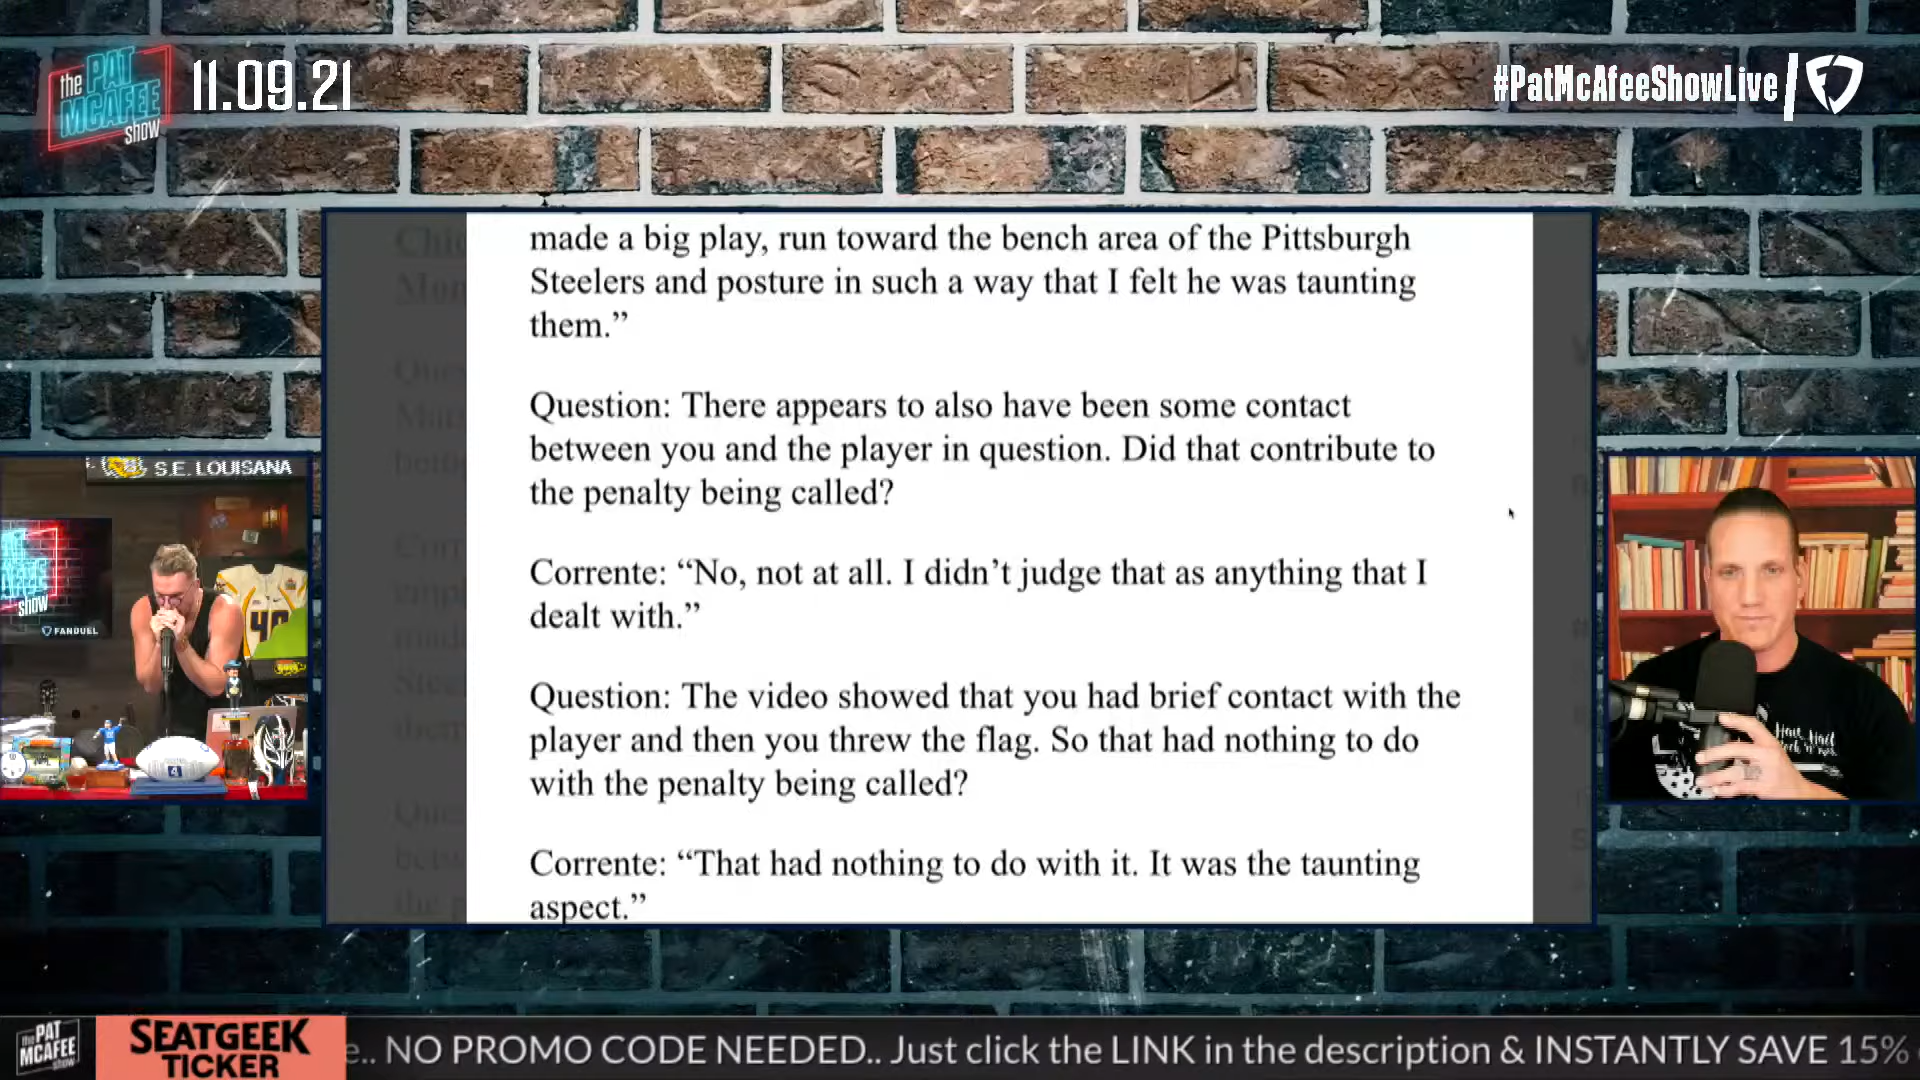 the PAT
MCAFEE
show
11.09.21
#PatMcAfeeShowLive
made a big play, run toward the bench area of the Pittsburgh
Steelers and posture in such a way that I felt he was taunting
them.”
Question: There appears to also have been some contact
between you and the player in question. Did that contribute to
the penalty being called?
Corrente: “No, not at all. I didn’t judge that as anything that I
dealt with.”
Question: The video showed that you had brief contact with the
player and then you threw the flag. So that had nothing to do
with the penalty being called?
Corrente: “That had nothing to do with it. It was the taunting
aspect.”
S.E. LOUISIANA
show
FANDUEL
4
the PAT
MCAFEE
show
SEATGEEK
TICKER
e.. NO PROMO CODE NEEDED.. Just click the LINK in the description & INSTANTLY SAVE 15%